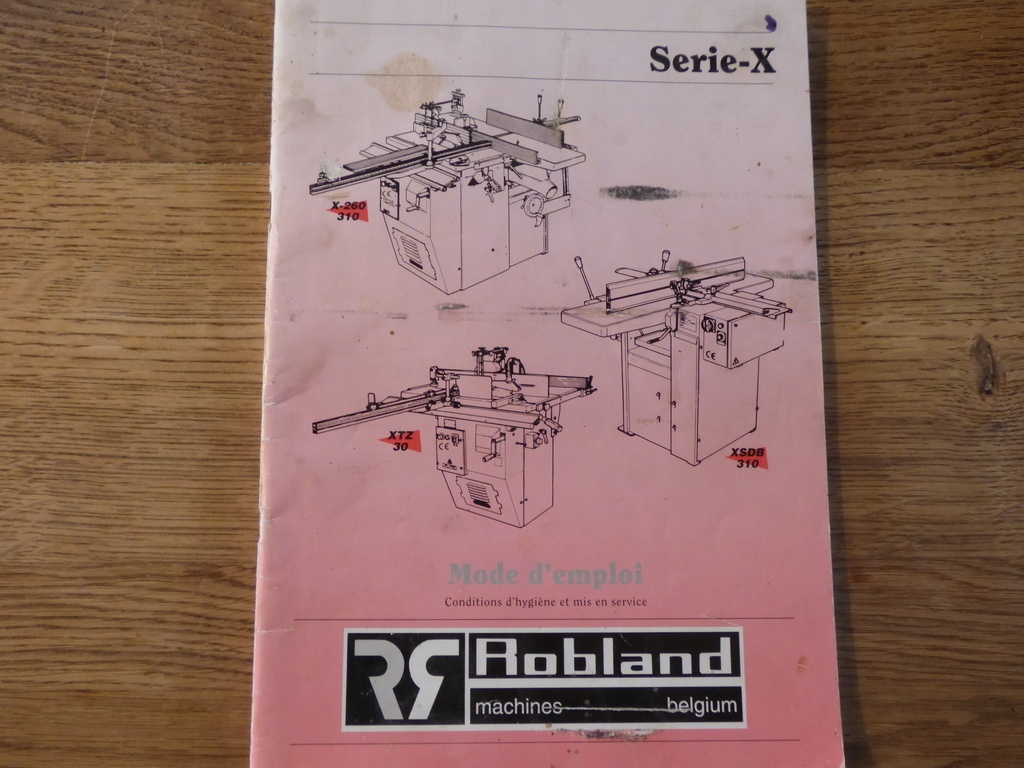 Serie-X
X-260
310
XTZ
30
XSDB
310
Mode d'emploi
Conditions d'hygiène et mis en service
Robland
machines belgium